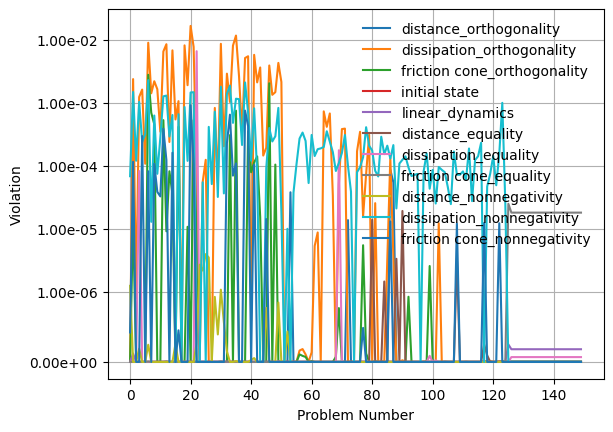 Violation
1.00e-02
1.00e-03
1.00e-04
1.00e-05
1.00e-06
0.00e+00
distance_orthogonality
dissipation_orthogonality
friction cone_orthogonality
initial state
linear_dynamics
distance_equality
dissipation_equality
friction cone_equality
distance_nonnegativity
dissipation_nonnegativity
friction cone_nonnegativity
0 20 40 60 80 100 120 140
Problem Number